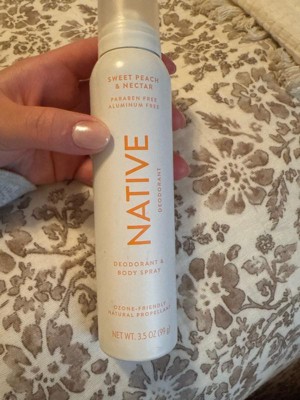 SWEET PEACH
& NECTAR
PARABEN FREE
ALUMINUM FREE
NATIVE
DEODORANT
DEODORANT &
BODY SPRAY
OZONE-FRIENDLY
NATURAL PROPELLANT
NET WT. 3.5 OZ (99 g)